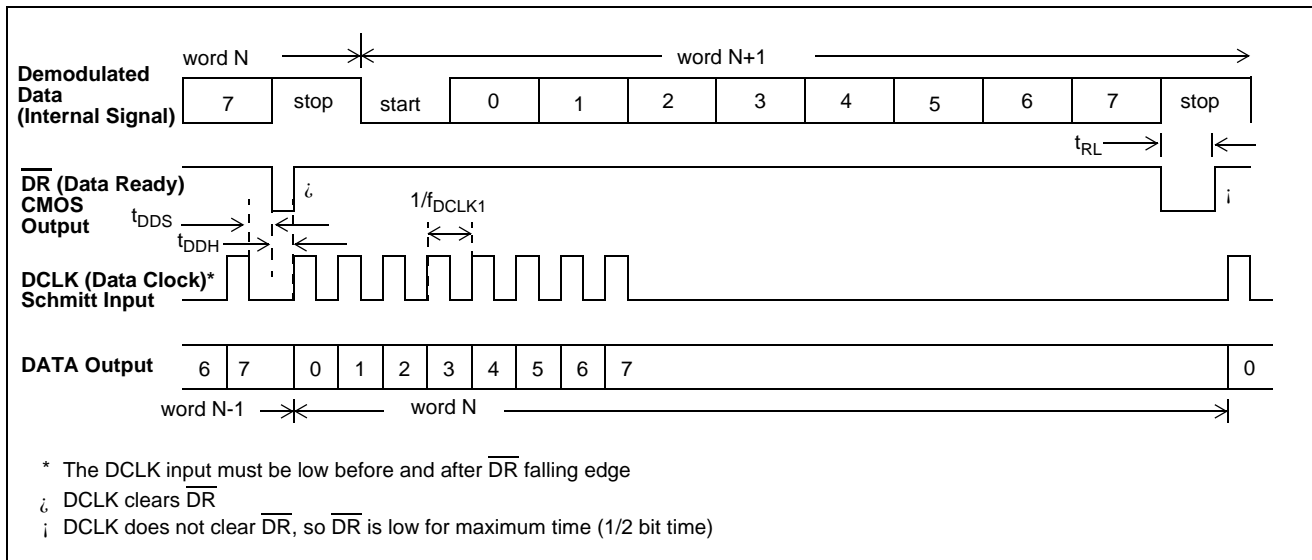 word N
word N+1
Demodulated
Data
(Internal Signal)
7 stop start 0 1 2 3 4 5 6 7 stop
tRL
DR (Data Ready)
CMOS
Output
¿
¡
1/fDCLK1
tDDS
tDDH
DCLK (Data Clock)*
Schmitt Input
DATA Output
6 7 0 1 2 3 4 5 6 7 0
word N-1
word N
* The DCLK input must be low before and after DR falling edge
¿ DCLK clears DR
¡ DCLK does not clear DR, so DR is low for maximum time (1/2 bit time)